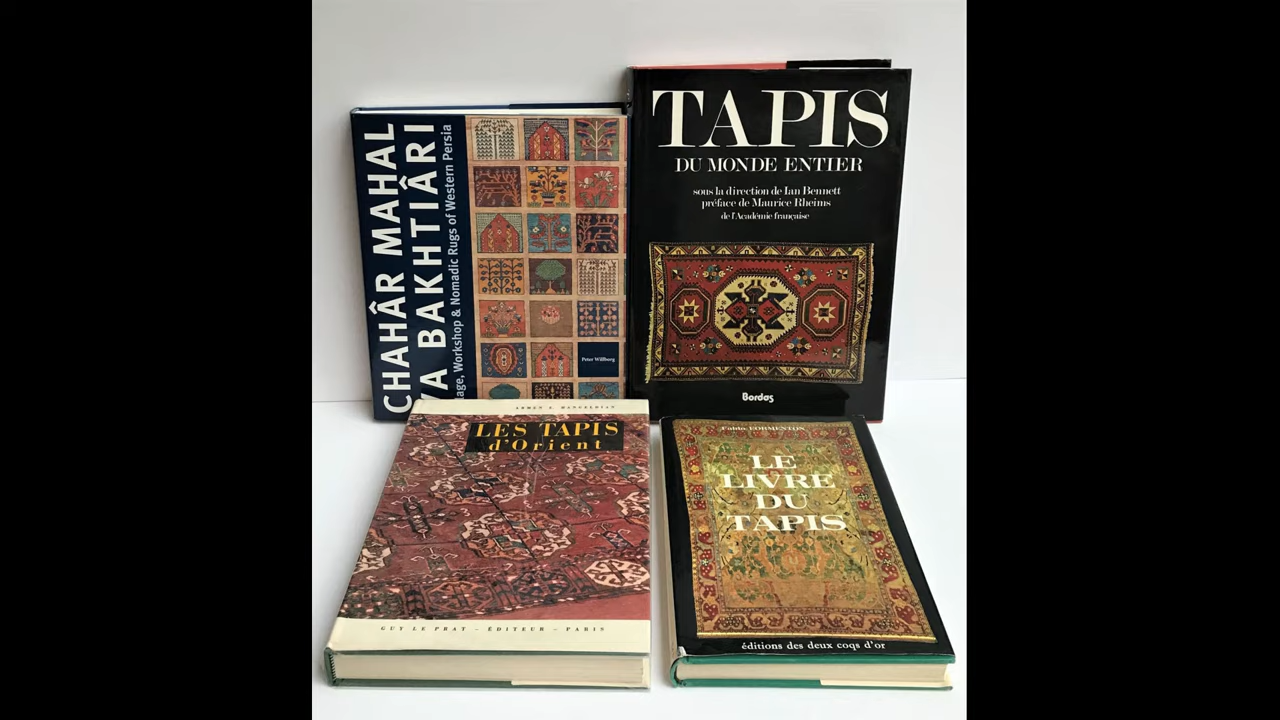 CHAHÂR MAHAL
VA BAKHTIÂRI
Workshop & Nomadic Rugs of Western Persia
Peter Willborg
TAPIS
DU MONDE ENTIER
sous la direction de Ian Bennett
préface de Maurice Rheims
de l'Académie française
Bordas
LES TAPIS
d'Orient
GUY LE PRAT – ÉDITEUR – PARIS
Fabio FORMENTON
LE
LIVRE
DU
TAPIS
éditions des deux coqs d'or